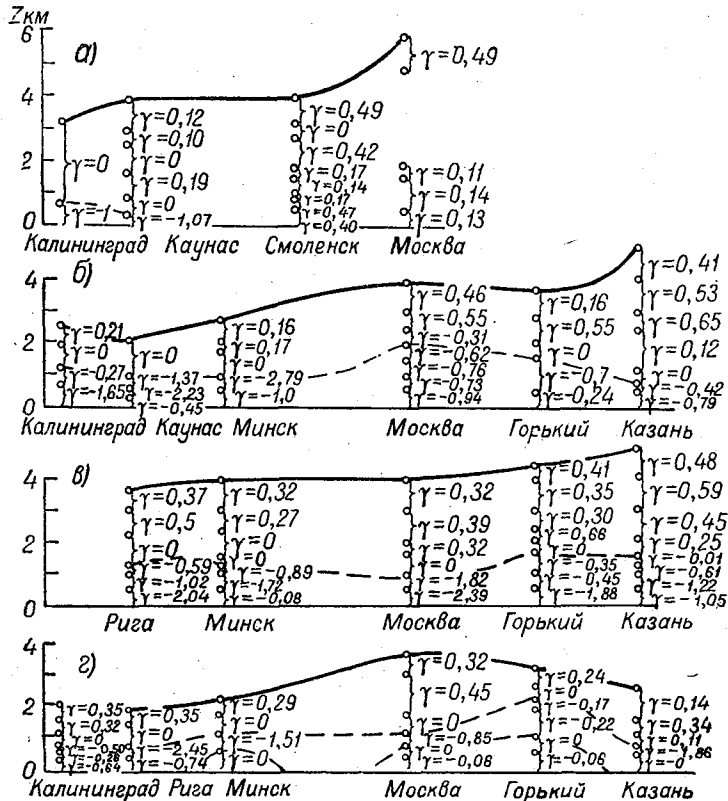 Zкм
6
а)
γ=0,49
4
γ=0,12
γ=0,10
γ=0
γ=0,19
γ=0
γ=-1,07
γ=0,49
γ=0
γ=0,42
γ=0,17
γ=0,14
γ=0,17
γ=0,47
γ=0,40
2
γ=0
γ=-1
γ=0,11
γ=0,14
γ=0,13
0
Калининград Каунас Смоленск Москва
б)
4
2
0
γ=0,21
γ=0
γ=-0,27
γ=-1,65
γ=0
γ=-1,37
γ=-2,23
γ=-0,45
γ=0,16
γ=0,17
γ=0
γ=-2,79
γ=-1,0
γ=0,46
γ=0,55
γ=-0,31
γ=-0,62
γ=-0,76
γ=-0,73
γ=-0,94
γ=0,16
γ=0,55
γ=0
γ=-0,7
γ=-0,24
γ=0,41
γ=0,53
γ=0,65
γ=0,12
γ=0
γ=-0,42
γ=-0,79
Калининград Каунас Минск Москва Горький Казань
в)
4
2
0
γ=0,37
γ=0,5
γ=0
γ=-0,59
γ=-1,02
γ=-2,04
γ=0,32
γ=0,27
γ=0
γ=0
γ=-0,89
γ=-1,72
γ=-0,08
γ=0,32
γ=0,39
γ=0,32
γ=0
γ=-1,82
γ=-2,39
γ=0,41
γ=0,35
γ=0,30
γ=0,66
γ=0
γ=-0,35
γ=-0,45
γ=-1,88
γ=0,48
γ=0,59
γ=0,45
γ=0,25
γ=-0,01
γ=-0,61
γ=-1,22
γ=-1,05
Рига Минск Москва Горький Казань
г)
4
2
0
γ=0,35
γ=0,32
γ=0
γ=-0,50
γ=-0,64
γ=0,35
γ=0
γ=-2,45
γ=-0,74
γ=0,29
γ=0
γ=-1,51
γ=0
γ=0,32
γ=0,45
γ=0
γ=-0,85
γ=0
γ=-0,06
γ=0,24
γ=0
γ=-0,17
γ=-0,22
γ=0
γ=-0,06
γ=0,14
γ=0,34
γ=0,11
γ=-0
Калининград Рига Минск Москва Горький Казань